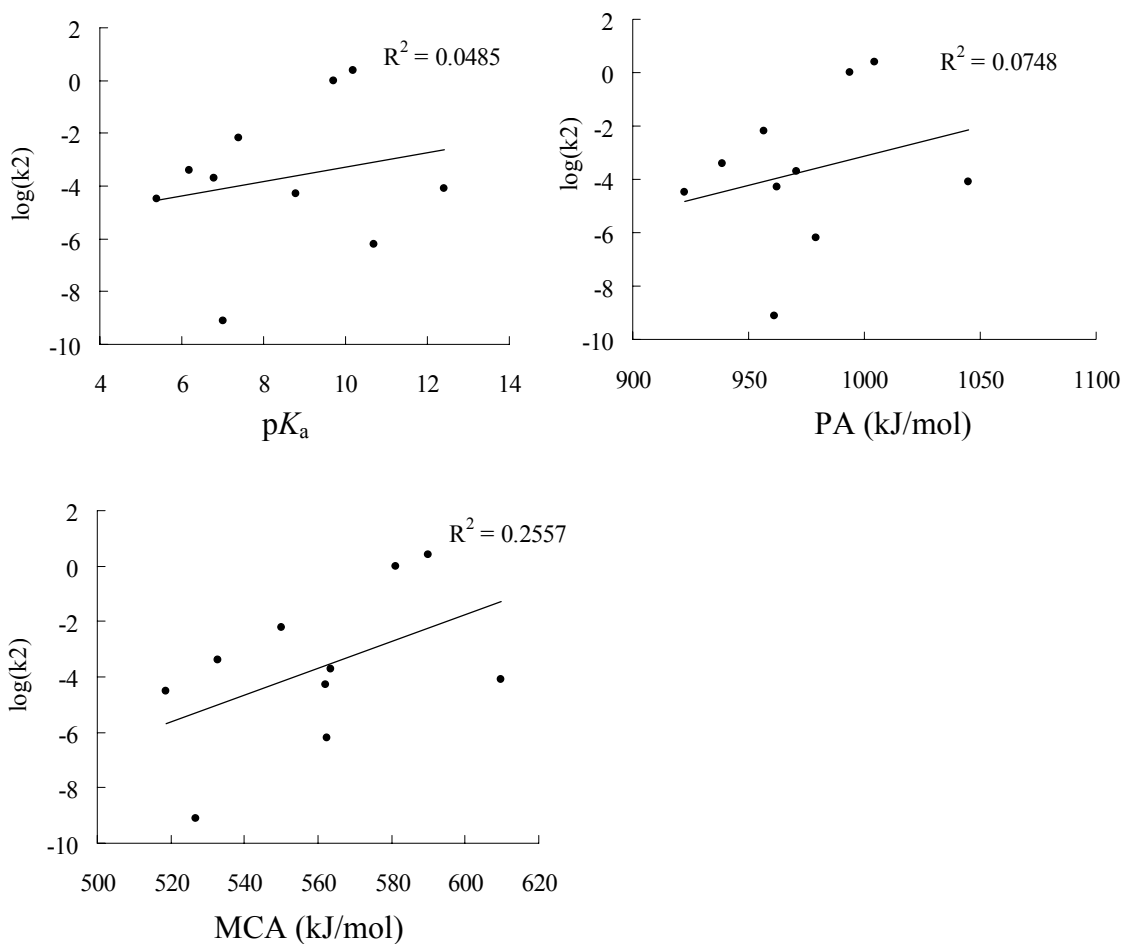 R² = 0.0485
log(k2)
2
0
-2
-4
-6
-8
-10
4 6 8 10 12 14
pKa
R² = 0.0748
log(k2)
2
0
-2
-4
-6
-8
-10
900 950 1000 1050 1100
PA (kJ/mol)
R² = 0.2557
log(k2)
2
0
-2
-4
-6
-8
-10
500 520 540 560 580 600 620
MCA (kJ/mol)